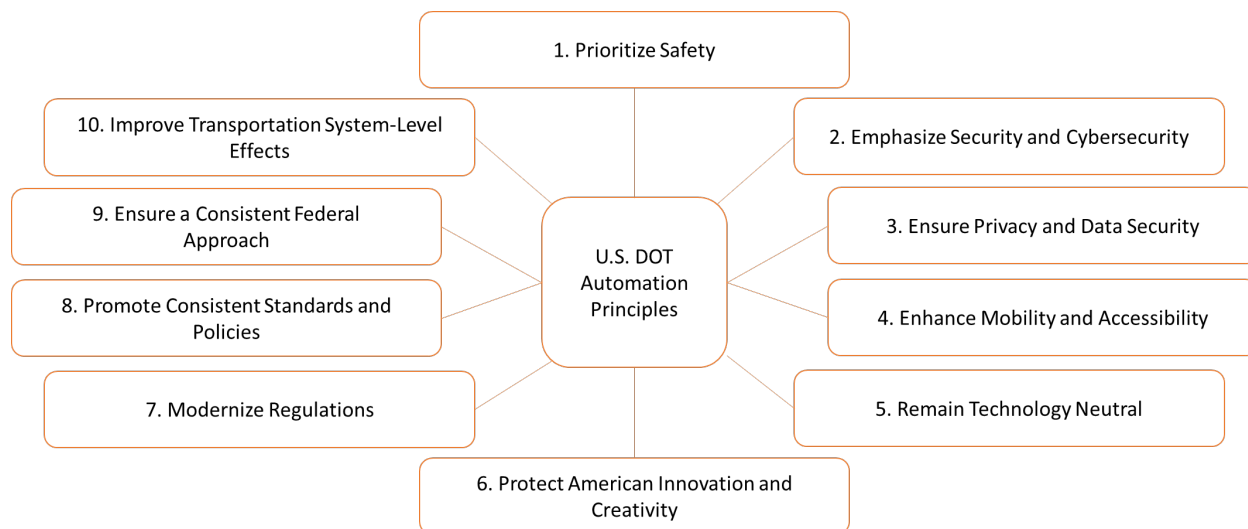 1. Prioritize Safety
2. Emphasize Security and Cybersecurity
3. Ensure Privacy and Data Security
4. Enhance Mobility and Accessibility
5. Remain Technology Neutral
6. Protect American Innovation and
Creativity
7. Modernize Regulations
8. Promote Consistent Standards and
Policies
9. Ensure a Consistent Federal
Approach
10. Improve Transportation System-Level
Effects
U.S. DOT
Automation
Principles